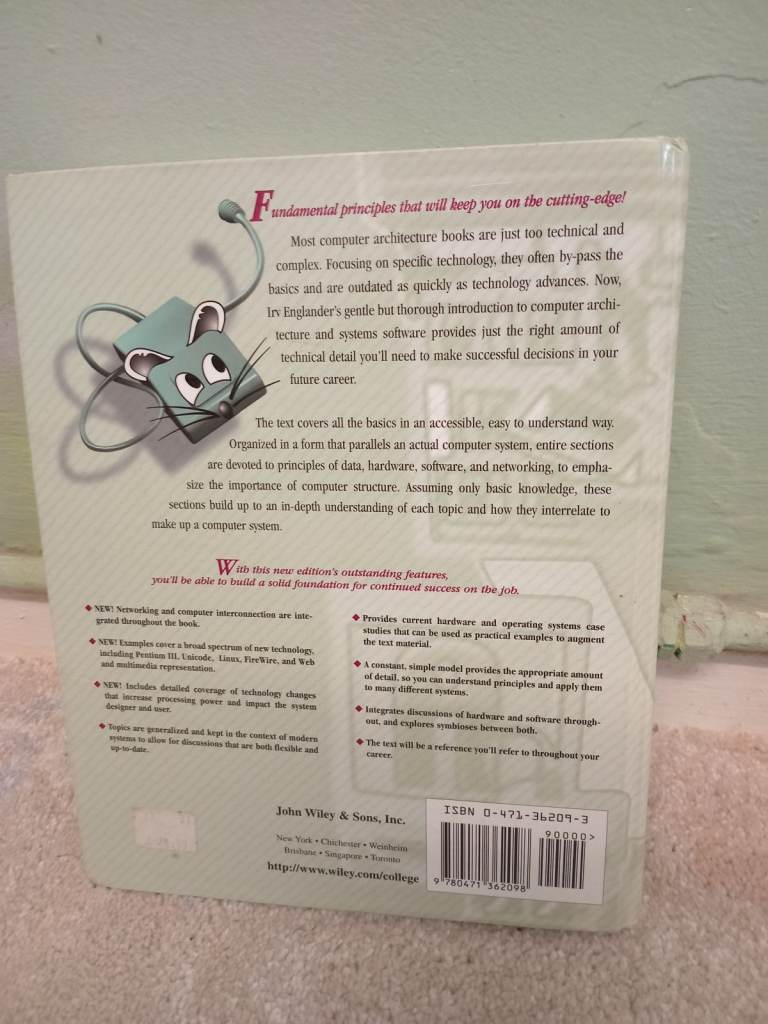 Fundamental principles that will keep you on the cutting-edge!
Most computer architecture books are just too technical and
complex. Focusing on specific technology, they often by-pass the
basics and are outdated as quickly as technology advances. Now,
Irv Englander's gentle but thorough introduction to computer archi-
tecture and systems software provides just the right amount of
technical detail you'll need to make successful decisions in your
future career.
The text covers all the basics in an accessible, easy to understand way.
Organized in a form that parallels an actual computer system, entire sections
are devoted to principles of data, hardware, software, and networking, to empha-
size the importance of computer structure. Assuming only basic knowledge, these
sections build up to an in-depth understanding of each topic and how they interrelate to
make up a computer system.
With this new edition's outstanding features,
you'll be able to build a solid foundation for continued success on the job.
◆ NEW! Networking and computer interconnection are inte-
grated throughout the book.
◆ NEW! Examples cover a broad spectrum of new technology,
including Pentium III, Unicode, Linux, FireWire, and Web
and multimedia representation.
◆ NEW! Includes detailed coverage of technology changes
that increase processing power and impact the system
designer and user.
◆ Topics are generalized and kept in the context of modern
systems to allow for discussions that are both flexible and
up-to-date.
◆ Provides current hardware and operating systems case
studies that can be used as practical examples to augment
the text material.
◆ A constant, simple model provides the appropriate amount
of detail, so you can understand principles and apply them
to many different systems.
◆ Integrates discussions of hardware and software through-
out, and explores symbioses between both.
◆ The text will be a reference you'll refer to throughout your
career.
John Wiley & Sons, Inc.
New York • Chichester • Weinheim
Brisbane • Singapore • Toronto
http://www.wiley.com/college
ISBN 0-471-36209-3
90000>
9 780471 362098